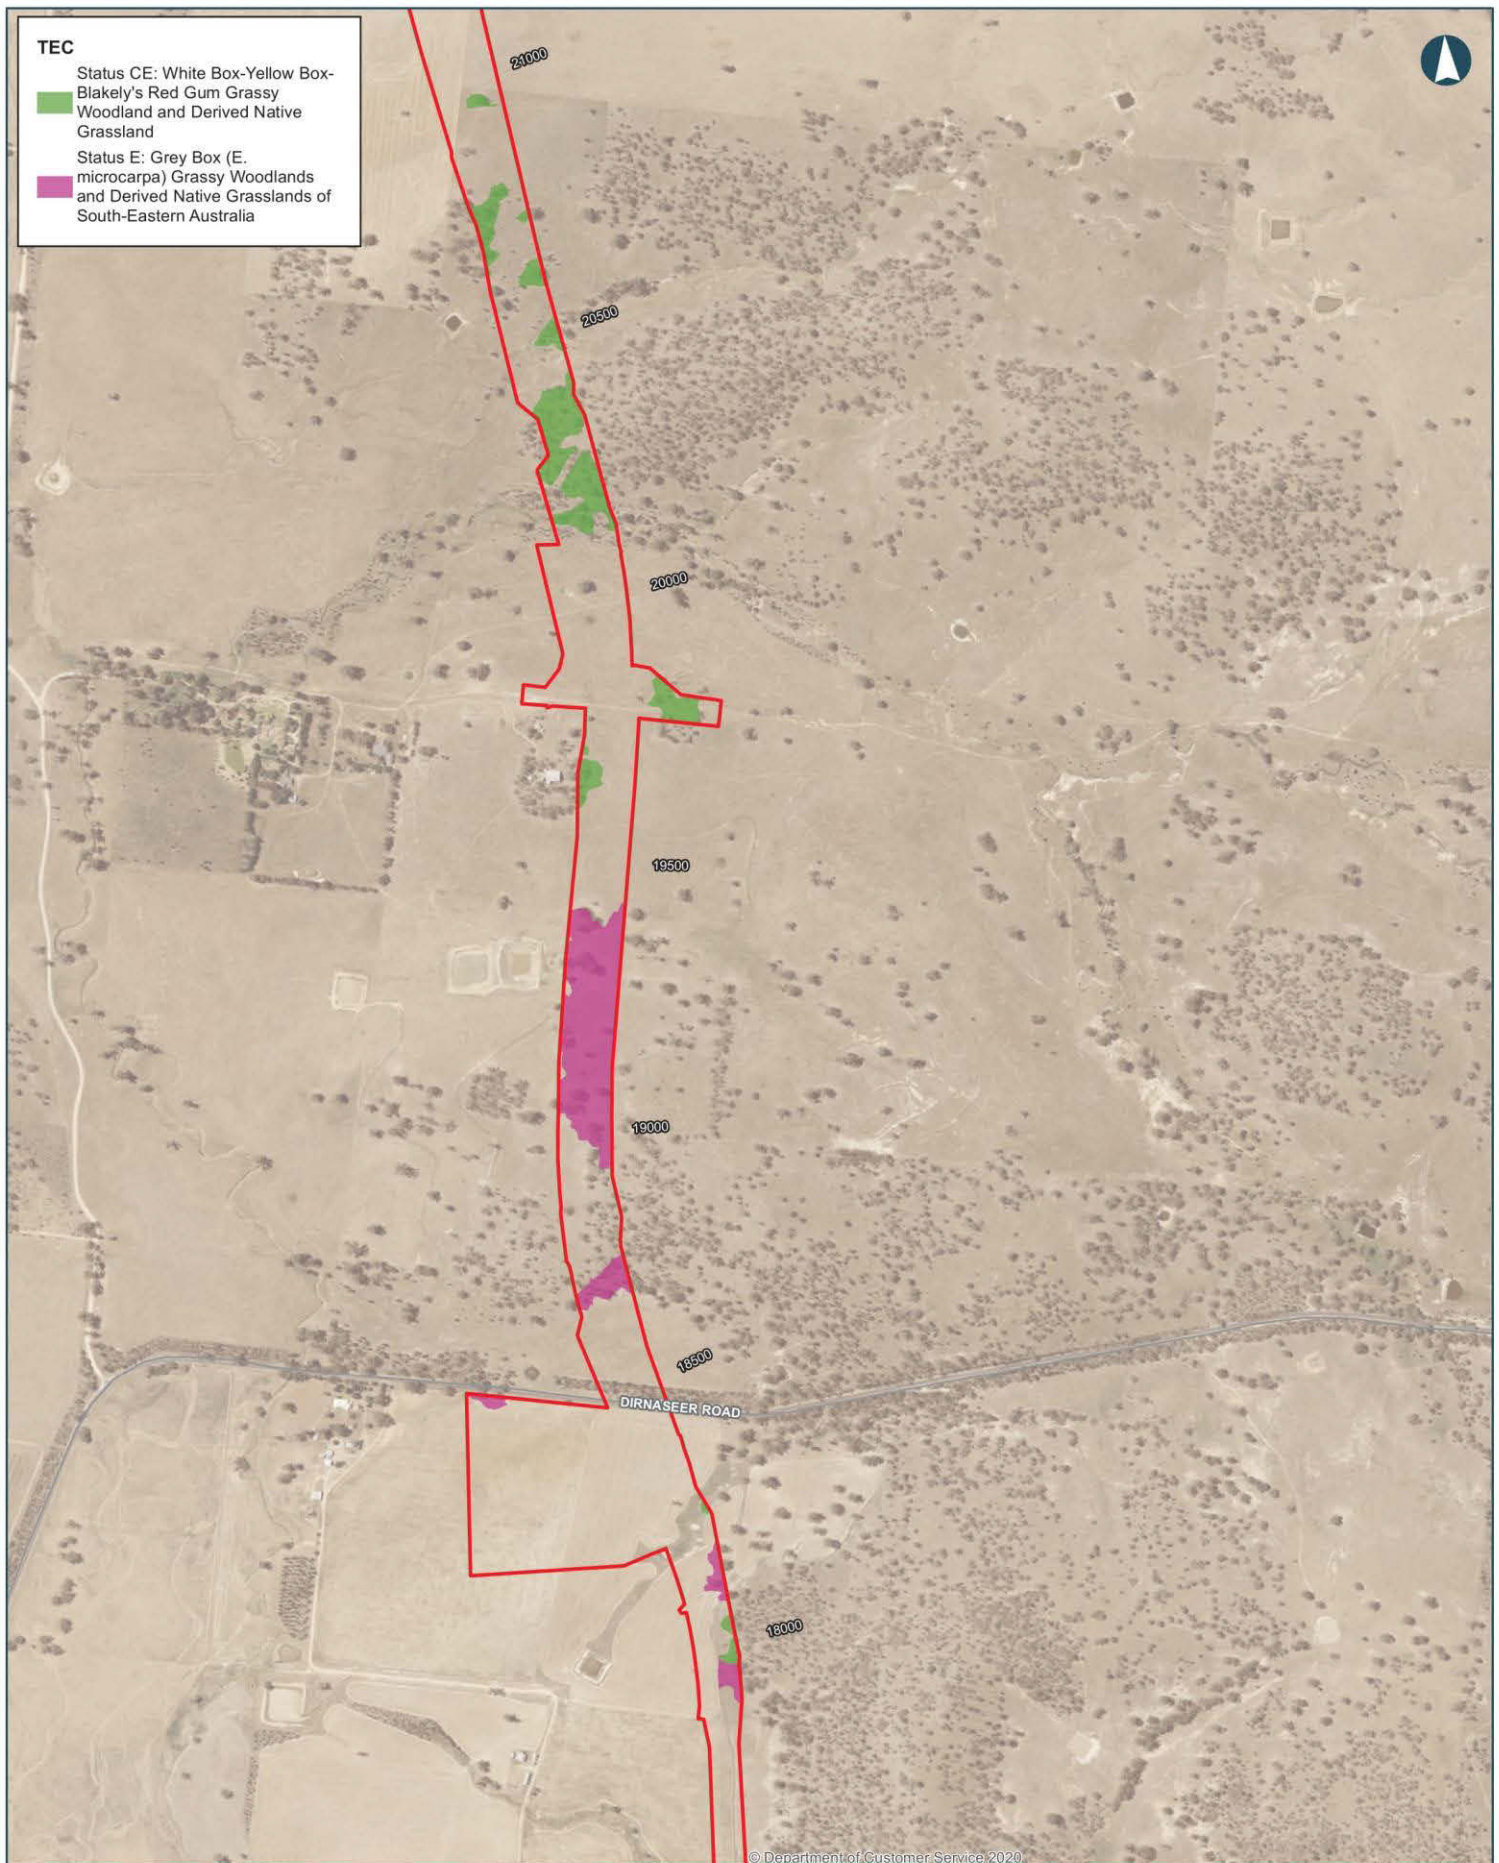 TEC
Status CE: White Box-Yellow Box-
Blakely's Red Gum Grassy
Woodland and Derived Native
Grassland
Status E: Grey Box (E.
microcarpa) Grassy Woodlands
and Derived Native Grasslands of
South-Eastern Australia
21000
20500
20000
19500
19000
18500
DIRNASEER ROAD
18000
© Department of Customer Service 2020